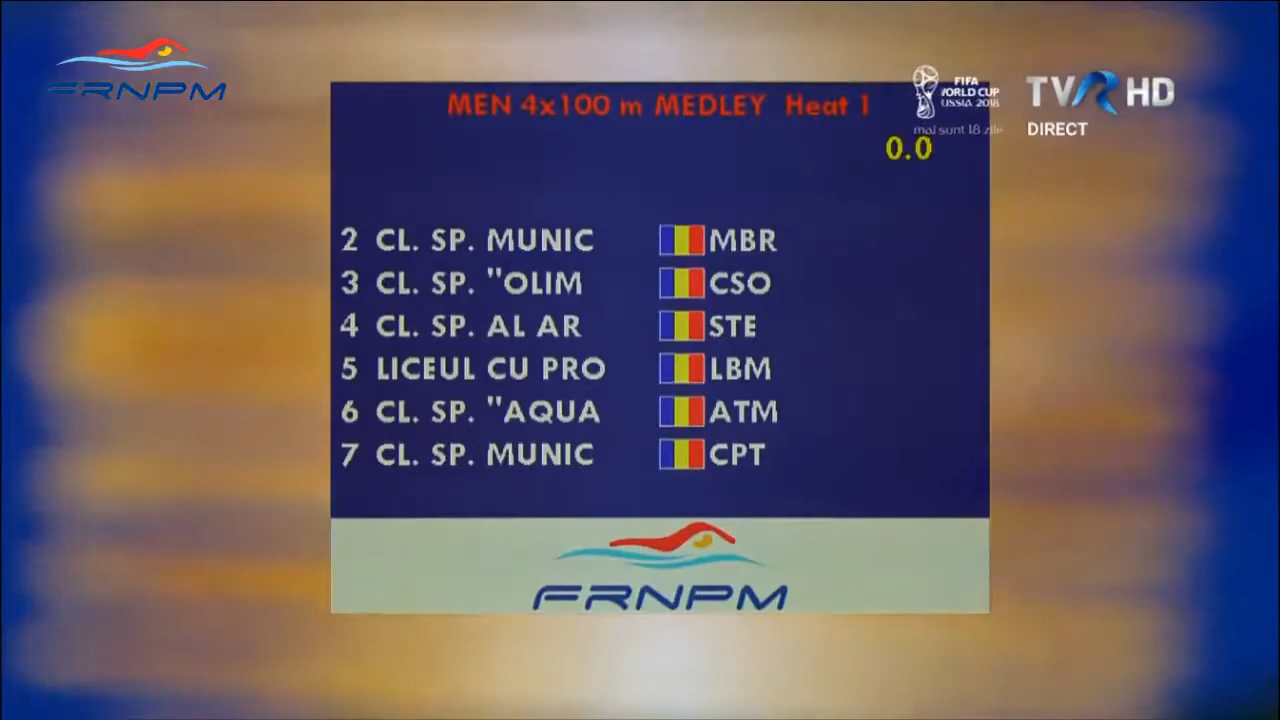 FRNPM
FIFA
WORLD CUP
RUSSIA 2018
mai sunt 18 zile
TVR HD
DIRECT
MEN 4x100 m MEDLEY Heat 1
0.0
2 CL. SP. MUNIC MBR
3 CL. SP. "OLIM CSO
4 CL. SP. AL AR STE
5 LICEUL CU PRO LBM
6 CL. SP. "AQUA ATM
7 CL. SP. MUNIC CPT
FRNPM